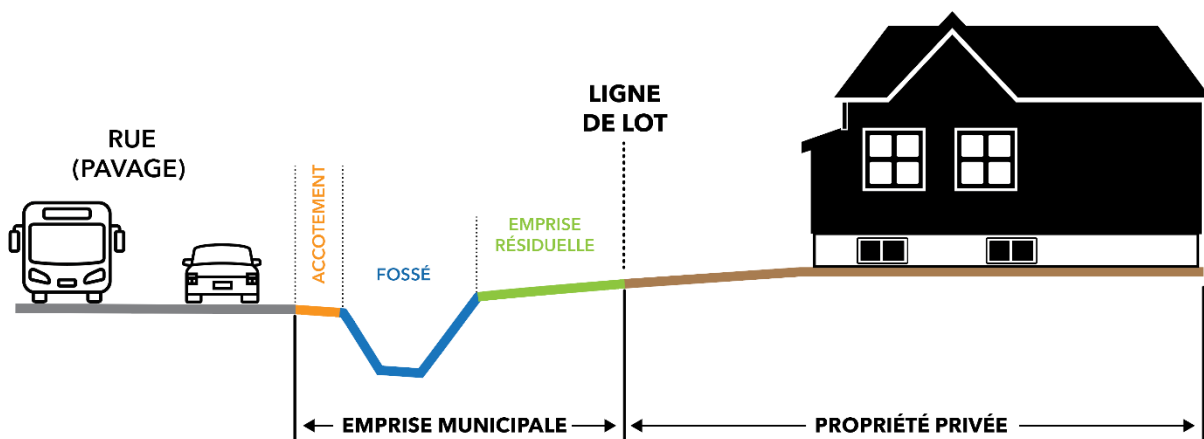 RUE
(PAVAGE)
ACCOTEMENT
FOSSÉ
EMPRISE
RÉSIDUELLE
LIGNE
DE LOT
EMPRISE MUNICIPALE
PROPRIÉTÉ PRIVÉE